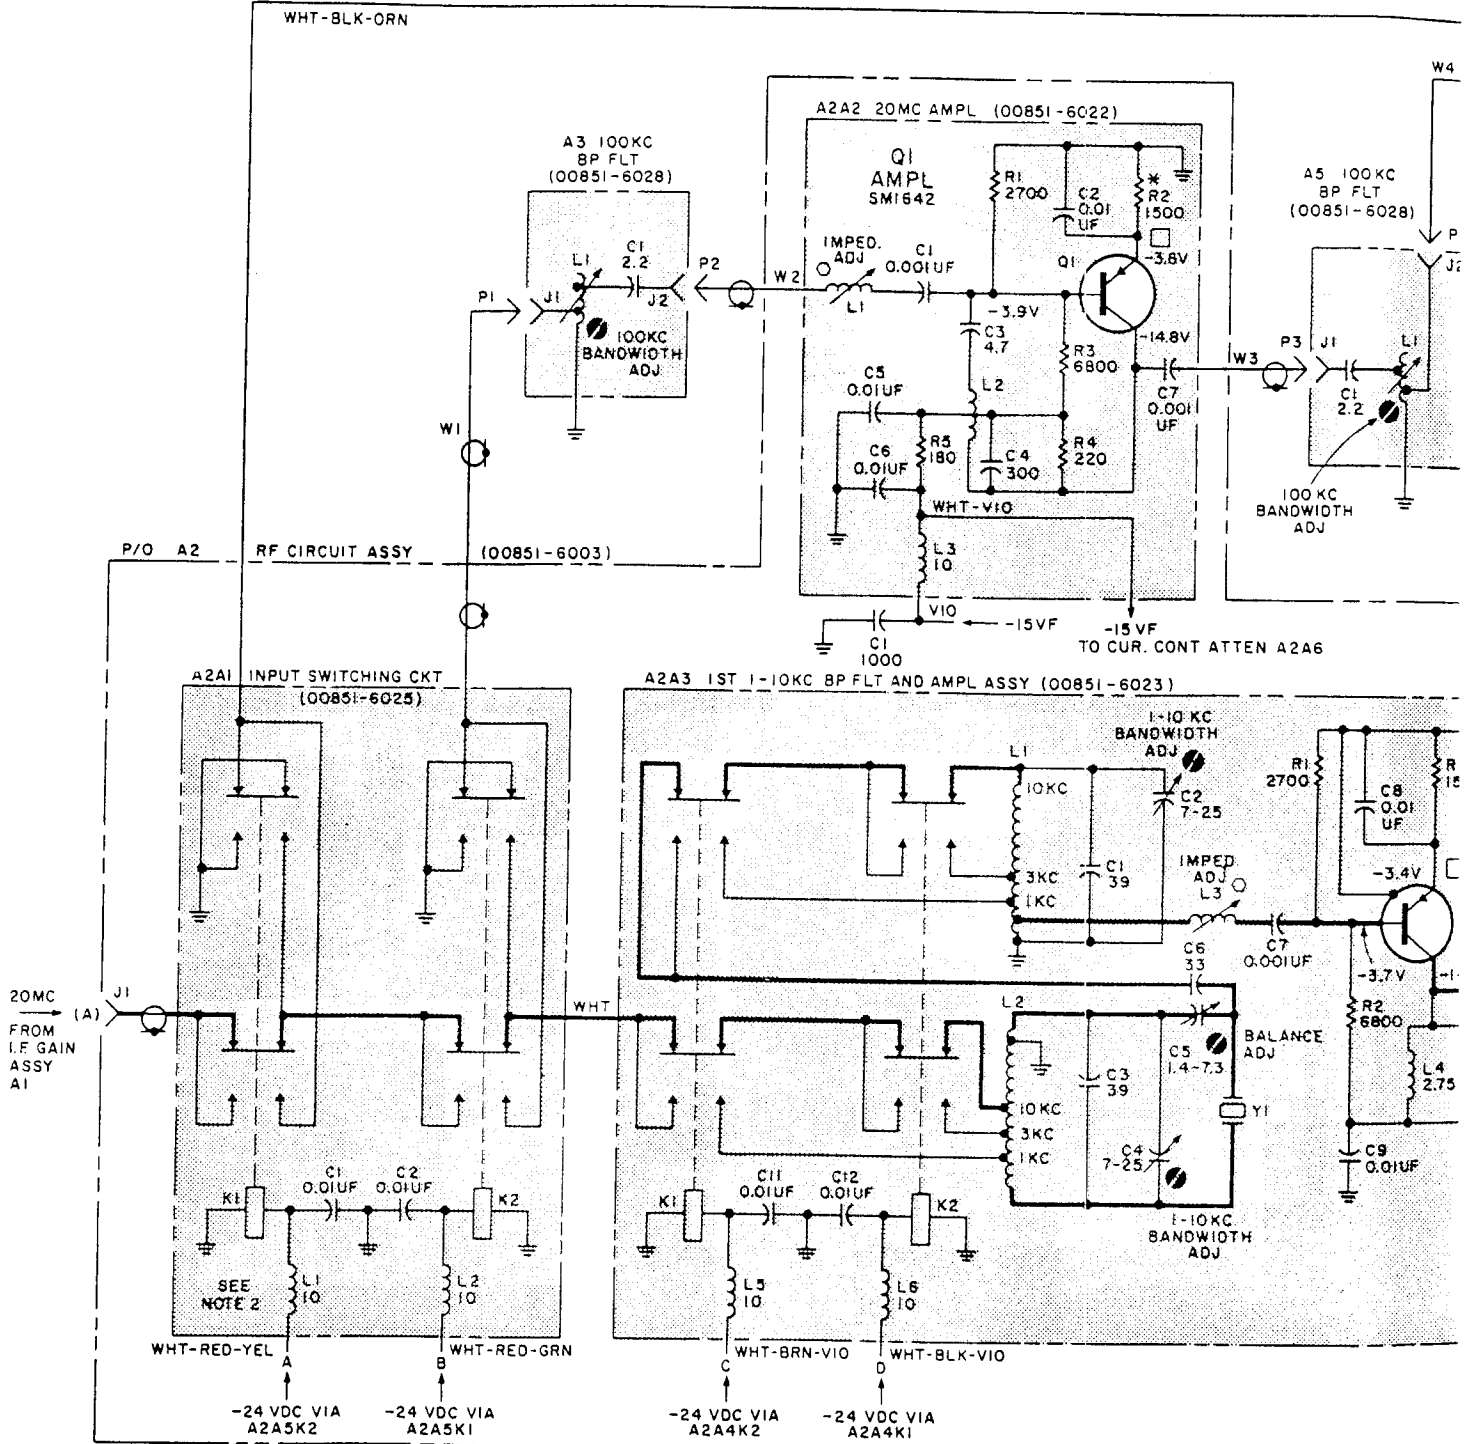 WHT-BLK-ORN
W4
A2A2 20MC AMPL (00851-6022)
A3 100KC
BP FLT
(00851-6028)
Q1
AMPL
SM1642
R1
2700
C2
0.01
UF
*
R2
1500
A5 100KC
BP FLT
(00851-6028)
L1
C1
2.2
P2
IMPED.
ADJ
C1
0.001UF
Q1
-3.8V
P
J2
P1
J1
J2
W2
L1
-3.9V
C3
4.7
-14.8V
100KC
BANDWIDTH
ADJ
R3
6800
W3
P3
J1
L1
C5
0.01UF
L2
C7
0.001
UF
C1
2.2
W1
R5
180
C6
0.01UF
C4
300
R4
220
100KC
BANDWIDTH
ADJ
WHT-VIO
P/O A2 RF CIRCUIT ASSY (00851-6003)
L3
10
VIO
-15VF
C1
1000
-15VF
TO CUR. CONT ATTEN A2A6
A2A1 INPUT SWITCHING CKT
(00851-6025)
A2A3 1ST 1-10KC BP FLT AND AMPL ASSY (00851-6023)
1-10 KC
BANDWIDTH
ADJ
L1
10KC
C2
7-25
R1
2700
C8
0.01
UF
R
15
3KC
1KC
C1
39
IMPED.
ADJ
L3
-3.4V
C6
33
C7
0.001UF
-3.7V
-1
20MC
(A)
J1
FROM
I.F. GAIN
ASSY
A1
WHT
L2
R2
6800
C5
1.4-7.3
BALANCE
ADJ
C3
39
L4
2.75
10KC
3KC
1KC
Y1
C4
7-25
C9
0.01UF
K1
C1
0.01UF
C2
0.01UF
K2
K1
C11
0.01UF
C12
0.01UF
K2
1-10KC
BANDWIDTH
ADJ
SEE
NOTE 2
L1
10
L2
10
L5
10
L6
10
WHT-RED-YEL
A
B
WHT-RED-GRN
C
WHT-BRN-VIO
D
WHT-BLK-VIO
-24 VDC VIA
A2A5K2
-24 VDC VIA
A2A5K1
-24 VDC VIA
A2A4K2
-24 VDC VIA
A2A4K1